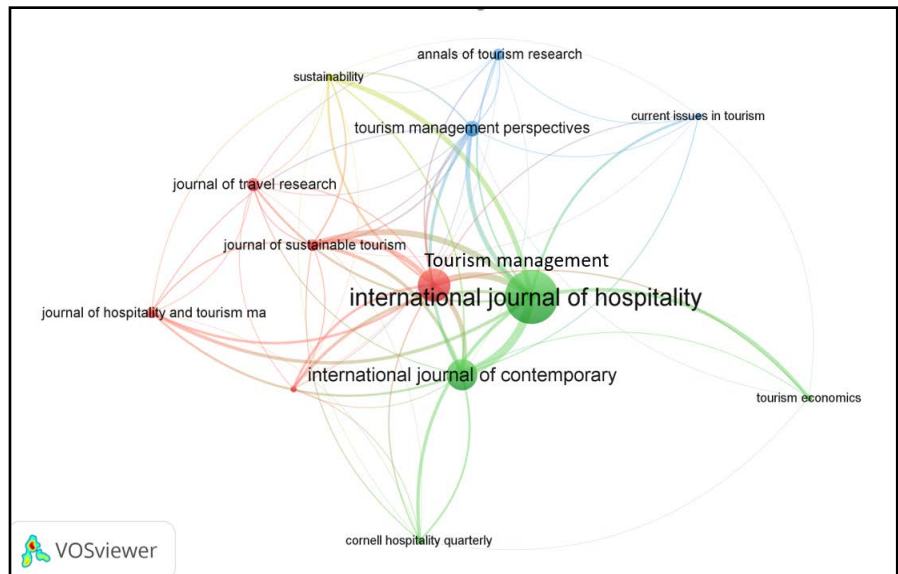 annals of tourism research
sustainability
current issues in tourism
tourism management perspectives
journal of travel research
journal of sustainable tourism
Tourism management
international journal of hospitality
journal of hospitality and tourism ma
international journal of contemporary
tourism economics
cornell hospitality quarterly
VOSviewer